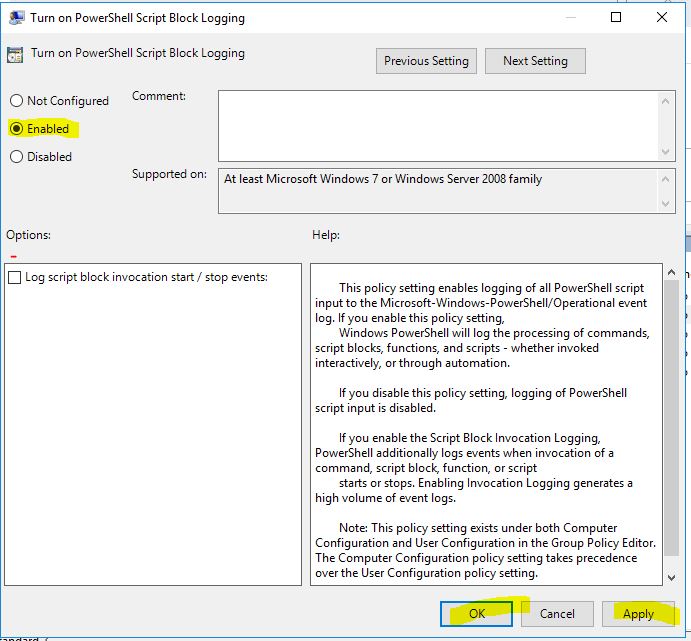 Turn on PowerShell Script Block Logging
Turn on PowerShell Script Block Logging
Previous Setting
Next Setting
Not Configured
Comment:
Enabled
Disabled
Supported on:
At least Microsoft Windows 7 or Windows Server 2008 family
Options:
Help:
Log script block invocation start / stop events:
This policy setting enables logging of all PowerShell script
input to the Microsoft-Windows-PowerShell/Operational event
log. If you enable this policy setting,
Windows PowerShell will log the processing of commands,
script blocks, functions, and scripts - whether invoked
interactively, or through automation.
If you disable this policy setting, logging of PowerShell
script input is disabled.
If you enable the Script Block Invocation Logging,
PowerShell additionally logs events when invocation of a
command, script block, function, or script
starts or stops. Enabling Invocation Logging generates a
high volume of event logs.
Note: This policy setting exists under both Computer
Configuration and User Configuration in the Group Policy Editor.
The Computer Configuration policy setting takes precedence
over the User Configuration policy setting.
OK
Cancel
Apply